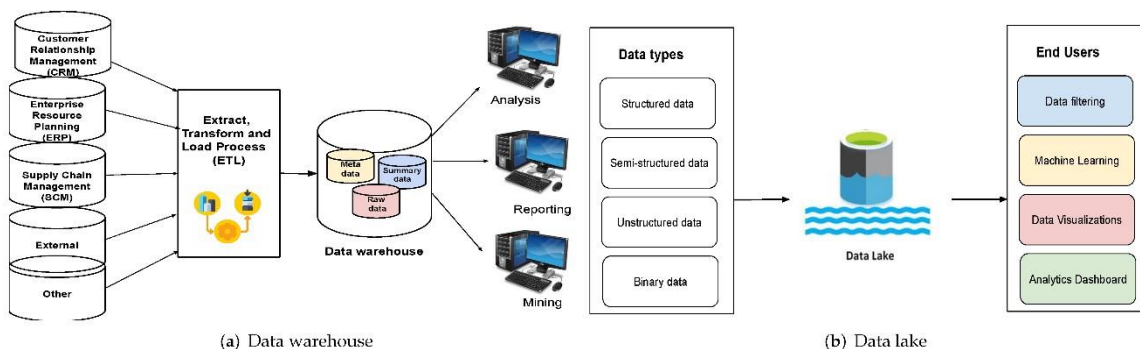 Customer
Relationship
Management
(CRM)
Enterprise
Resource
Planning
(ERP)
Supply Chain
Management
(SCM)
External
Other
Extract,
Transform and
Load Process
(ETL)
Meta
data
Summary
data
Raw
data
Data warehouse
Analysis
Reporting
Mining
(a) Data warehouse
Data types
Structured data
Semi-structured data
Unstructured data
Binary data
Data Lake
End Users
Data filtering
Machine Learning
Data Visualizations
Analytics Dashboard
(b) Data lake